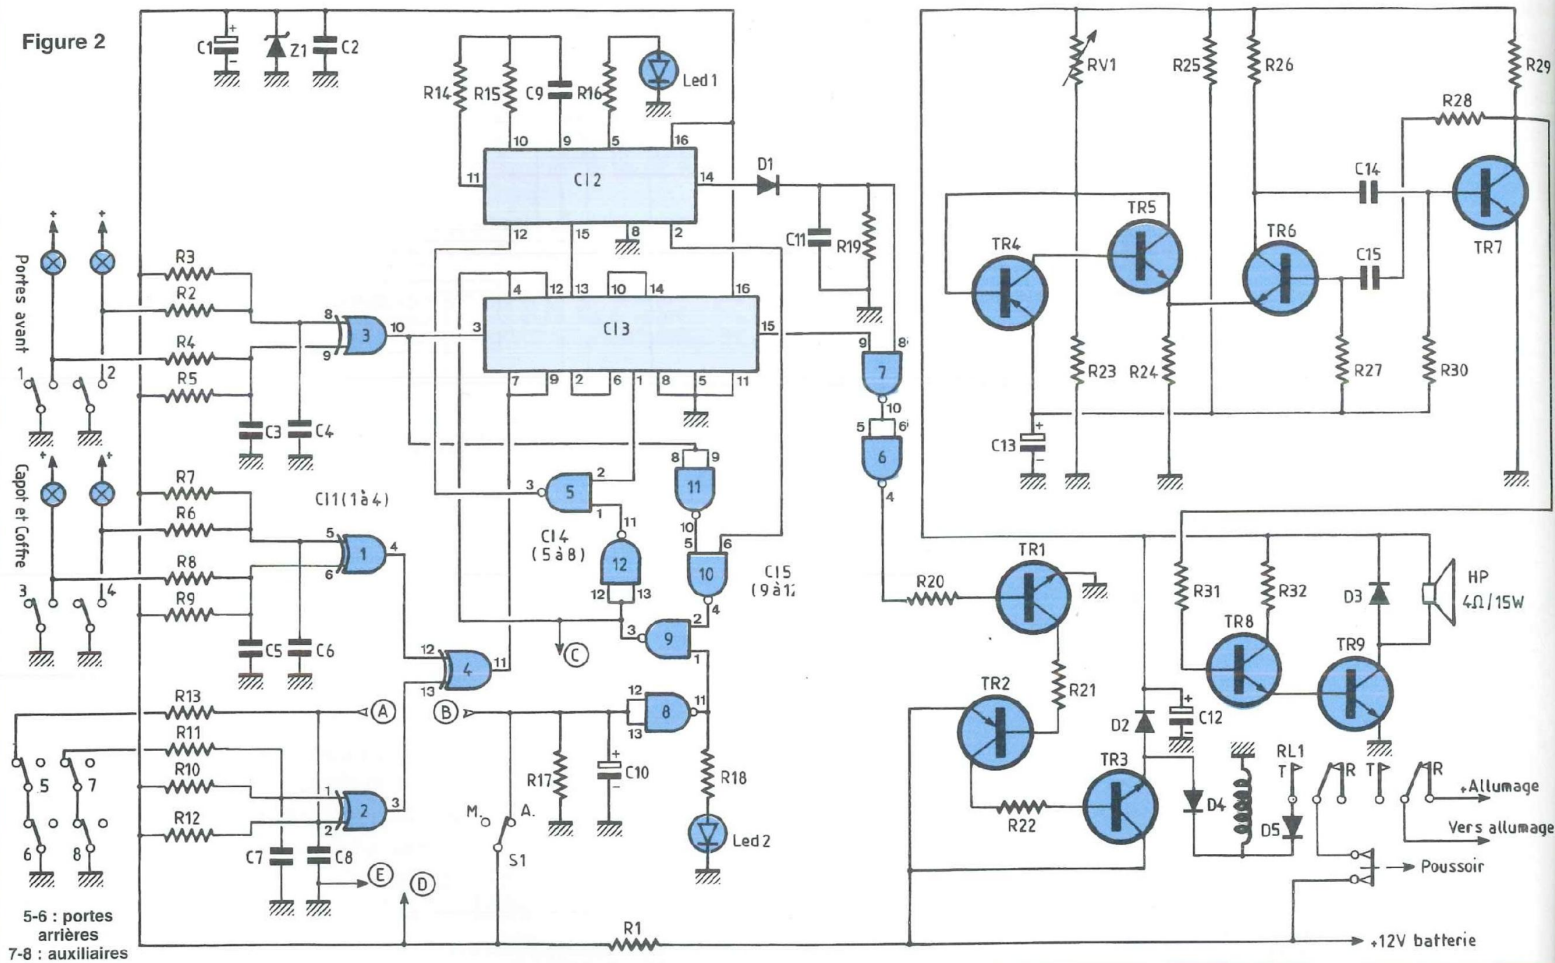 Figure 2
C1
+
−
Z1
C2
R14
R15
C9
R16
Led 1
10
9
5
16
11
CI2
14
12
15
8
2
D1
C11
R19
+
+
Portes avant
R3
R2
R4
R5
1
2
8
9
3
10
C3
C4
4
12
13
10
14
16
3
CI3
15
7
9
2
6
1
8
5
11
9
8
7
10
5
6
6
4
+
+
Capot et Coffre
R7
R6
R8
R9
3
4
CI1 (1à4)
5
6
1
4
C5
C6
3
5
2
1
CI4
(5à8)
11
12
12
13
8
9
11
10
5
6
10
4
CI5
(9à12
12
13
4
11
C
3
9
2
1
R13
A
B
R11
R10
R12
5
7
6
8
1
2
2
3
C7
C8
E
D
M.
A.
S1
R17
+
C10
−
12
13
8
11
R18
Led 2
5-6 : portes
arrières
7-8 : auxiliaires
R1
+12V batterie
RV1
R25
R26
R29
R28
C14
TR7
TR4
TR5
TR6
C15
R23
R24
R27
R30
C13
−
R20
TR1
R21
TR2
R22
TR3
D2
+
C12
−
R31
R32
D3
HP
4Ω/15W
TR8
TR9
D4
D5
RL1
T
R
T
R
+Allumage
Vers allumage
Poussoir